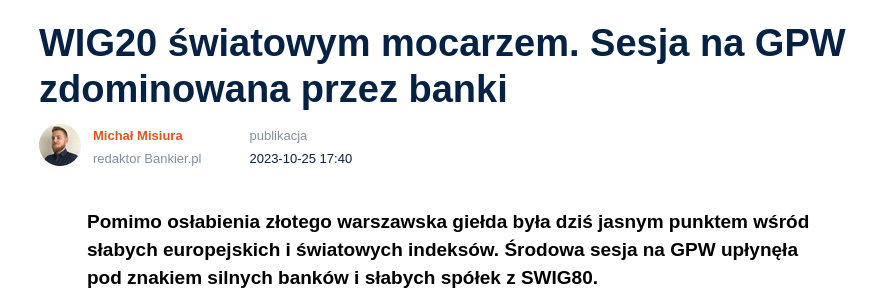 WIG20 światowym mocarzem. Sesja na GPW
zdominowana przez banki
Michał Misiura
redaktor Bankier.pl
publikacja
2023-10-25 17:40
Pomimo osłabienia złotego warszawska giełda była dziś jasnym punktem wśród
słabych europejskich i światowych indeksów. Środowa sesja na GPW upłynęła
pod znakiem silnych banków i słabych spółek z SWIG80.